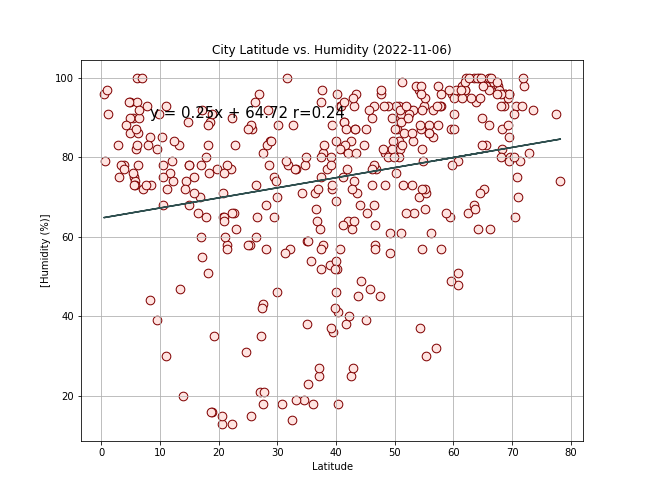 City Latitude vs. Humidity (2022-11-06)
100
80
60
40
20
[Humidity (%)]
y = 0.25x + 64.72 r=0.24
0 10 20 30 40 50 60 70 80
Latitude